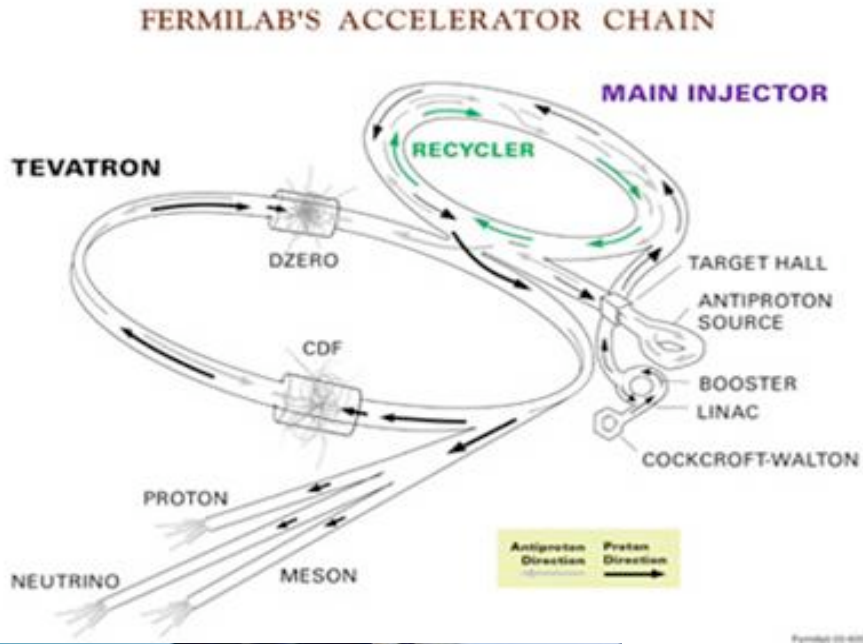 FERMILAB'S ACCELERATOR CHAIN
MAIN INJECTOR
RECYCLER
TEVATRON
DZERO
TARGET HALL
ANTIPROTON
SOURCE
CDF
BOOSTER
LINAC
COCKCROFT-WALTON
PROTON
NEUTRINO
MESON
Antiproton Proton
Direction Direction